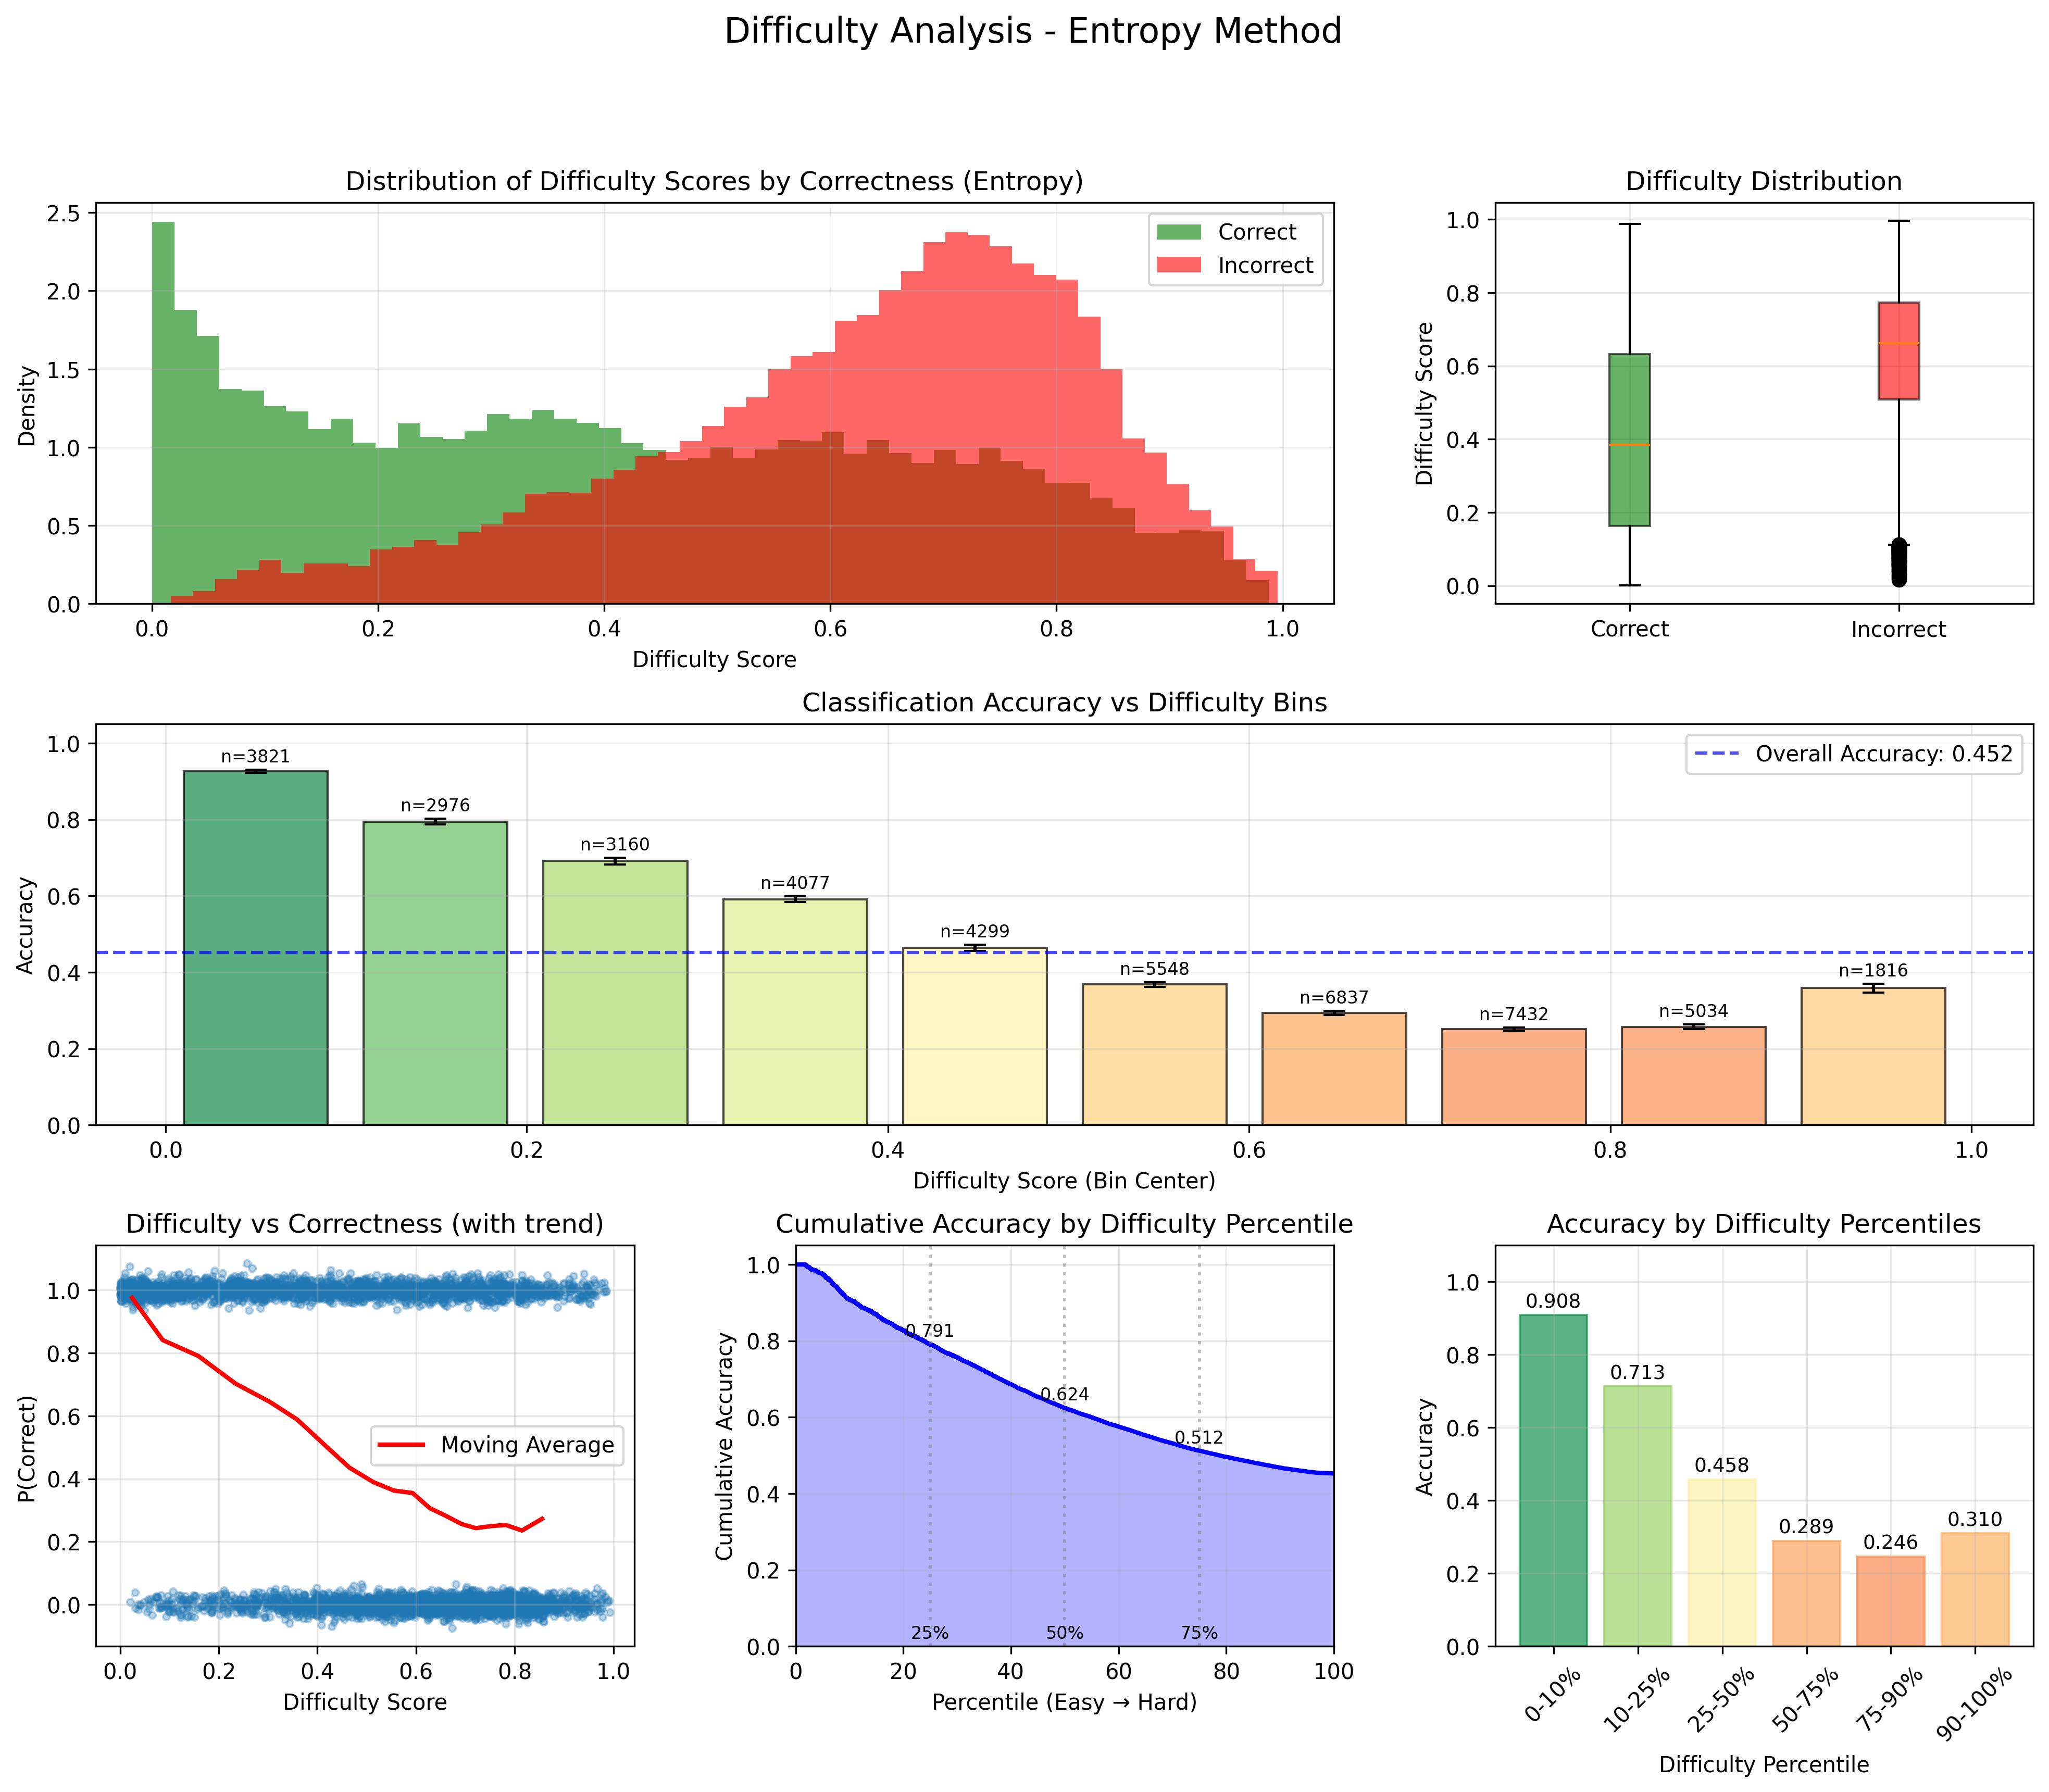 Difficulty Analysis - Entropy Method
Distribution of Difficulty Scores by Correctness (Entropy)
Density
2.5
2.0
1.5
1.0
0.5
0.0
Correct
Incorrect
0.0 0.2 0.4 0.6 0.8 1.0
Difficulty Score
Difficulty Distribution
Difficulty Score
1.0
0.8
0.6
0.4
0.2
0.0
Correct Incorrect
Classification Accuracy vs Difficulty Bins
Accuracy
1.0
0.8
0.6
0.4
0.2
0.0
Overall Accuracy: 0.452
n=3821
n=2976
n=3160
n=4077
n=4299
n=5548
n=6837
n=7432
n=5034
n=1816
0.0 0.2 0.4 0.6 0.8 1.0
Difficulty Score (Bin Center)
Difficulty vs Correctness (with trend)
P(Correct)
1.0
0.8
0.6
0.4
0.2
0.0
Moving Average
0.0 0.2 0.4 0.6 0.8 1.0
Difficulty Score
Cumulative Accuracy by Difficulty Percentile
Cumulative Accuracy
1.0
0.8
0.6
0.4
0.2
0.0
0.791
0.624
0.512
25% 50% 75%
0 20 40 60 80 100
Percentile (Easy → Hard)
Accuracy by Difficulty Percentiles
Accuracy
1.0
0.8
0.6
0.4
0.2
0.0
0.908
0.713
0.458
0.289
0.246
0.310
0-10% 10-25% 25-50% 50-75% 75-90% 90-100%
Difficulty Percentile